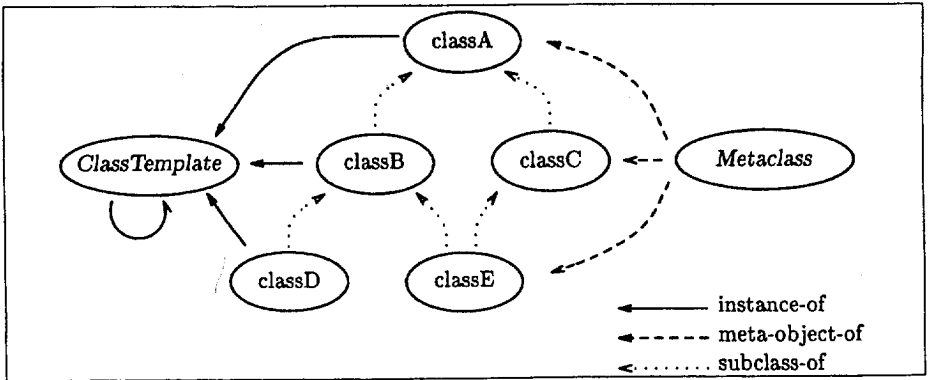 classA
ClassTemplate
classB
classC
Metaclass
classD
classE
instance-of
meta-object-of
subclass-of